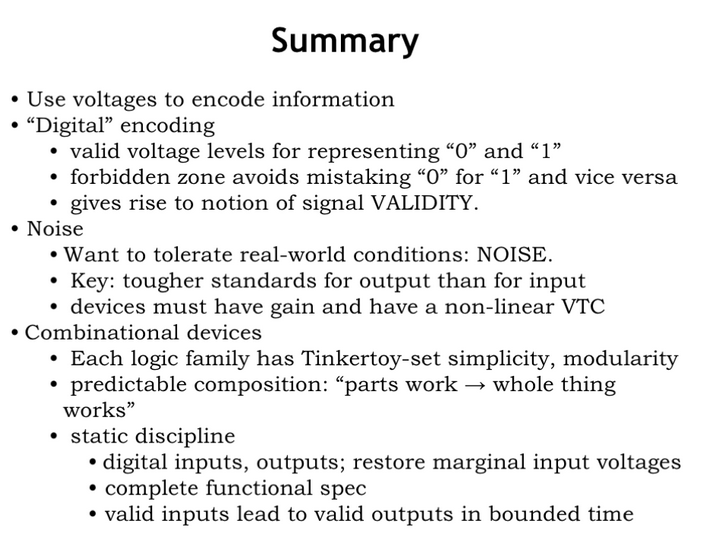 Summary
• Use voltages to encode information
• “Digital” encoding
• valid voltage levels for representing “0” and “1”
• forbidden zone avoids mistaking “0” for “1” and vice versa
• gives rise to notion of signal VALIDITY.
• Noise
• Want to tolerate real-world conditions: NOISE.
• Key: tougher standards for output than for input
• devices must have gain and have a non-linear VTC
• Combinational devices
• Each logic family has Tinkertoy-set simplicity, modularity
• predictable composition: “parts work → whole thing
works”
• static discipline
• digital inputs, outputs; restore marginal input voltages
• complete functional spec
• valid inputs lead to valid outputs in bounded time